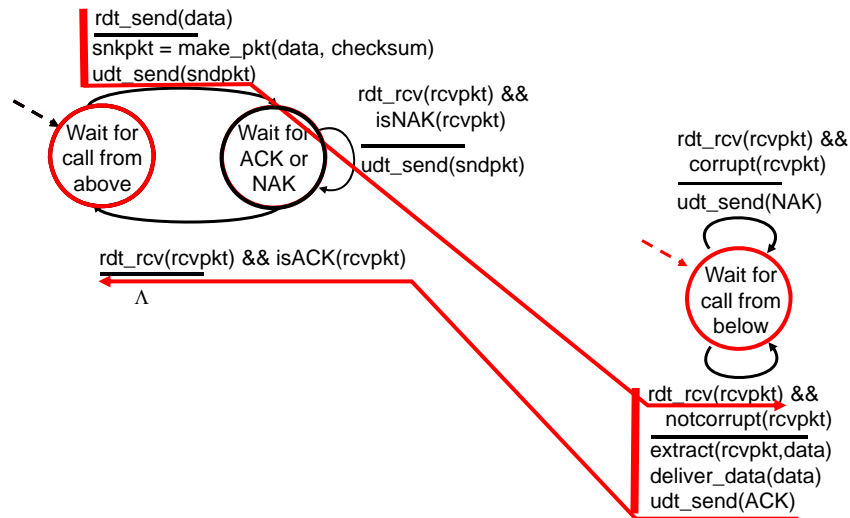 rdt_send(data)
snkpkt = make_pkt(data, checksum)
udt_send(sndpkt)
Wait for
call from
above
Wait for
ACK or
NAK
rdt_rcv(rcvpkt) &&
isNAK(rcvpkt)
udt_send(sndpkt)
rdt_rcv(rcvpkt) && isACK(rcvpkt)
Λ
rdt_rcv(rcvpkt) &&
corrupt(rcvpkt)
udt_send(NAK)
Wait for
call from
below
rdt_rcv(rcvpkt) &&
notcorrupt(rcvpkt)
extract(rcvpkt,data)
deliver_data(data)
udt_send(ACK)